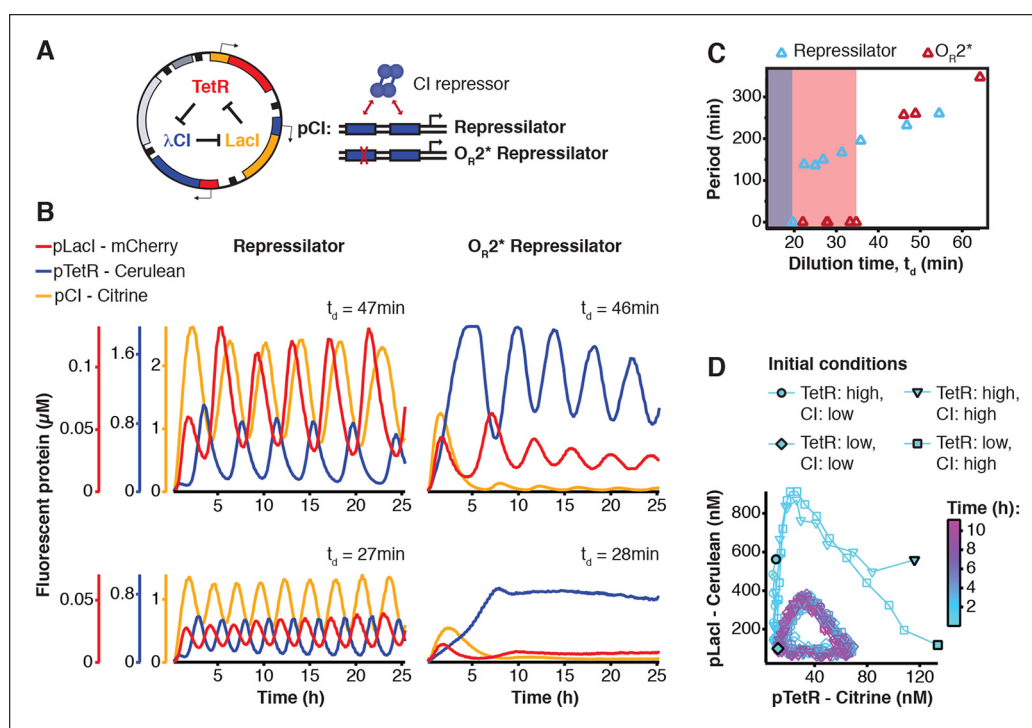 A
TetR
λCI
LacI
CI repressor
pCI:
Repressilator
OR2* Repressilator
B
pLacI - mCherry
pTetR - Cerulean
pCI - Citrine
Repressilator
OR2* Repressilator
td = 47min
td = 46min
Fluorescent protein (µM)
0.1
0.05
0
1.6
0.8
0
2
1
0
5 10 15 20 25
5 10 15 20 25
td = 27min
td = 28min
0.05
0
0.8
0
1
0
5 10 15 20 25
5 10 15 20 25
Time (h)
Time (h)
C
Repressilator
OR2*
Period (min)
300
200
100
0
20 30 40 50 60
Dilution time, td (min)
D
Initial conditions
TetR: high,
CI: low
TetR: high,
CI: high
TetR: low,
CI: low
TetR: low,
CI: high
pLacI - Cerulean (nM)
800
600
400
200
40 80 120
pTetR - Citrine (nM)
Time (h):
10
8
6
4
2